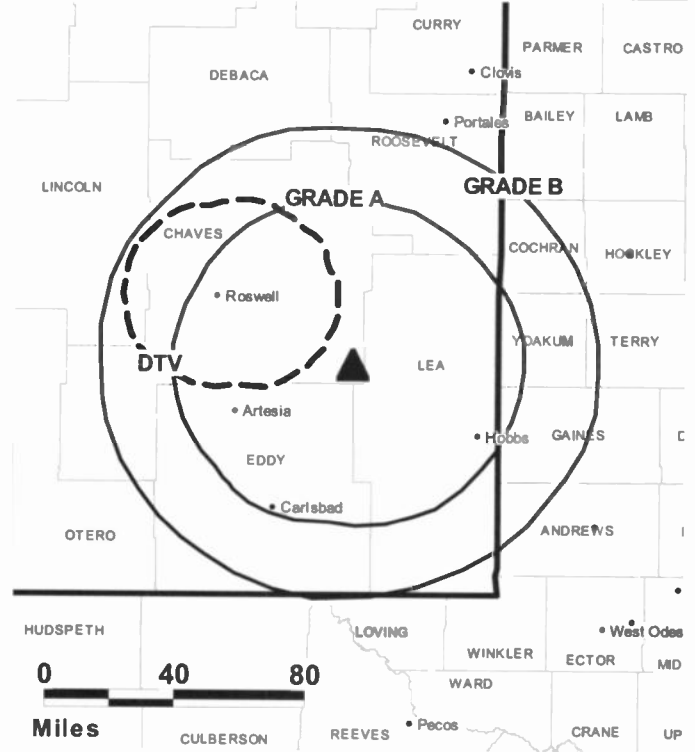 CURRY
PARMER
CASTRO
DEBACA
Clovis
Portales
BAILEY
LAMB
ROOSEVELT
LINCOLN
GRADE B
GRADE A
CHAVES
COCHRAN
HOCKLEY
Roswell
DTV
LEA
YOAKUM
TERRY
Artesia
Hobbs
GAINES
EDDY
Carlsbad
OTERO
ANDREWS
HUDSPETH
LOVING
West Odes
WINKLER
ECTOR
MID
0 40 80
WARD
Miles
CULBERSON
REEVES
Pecos
CRANE
UP